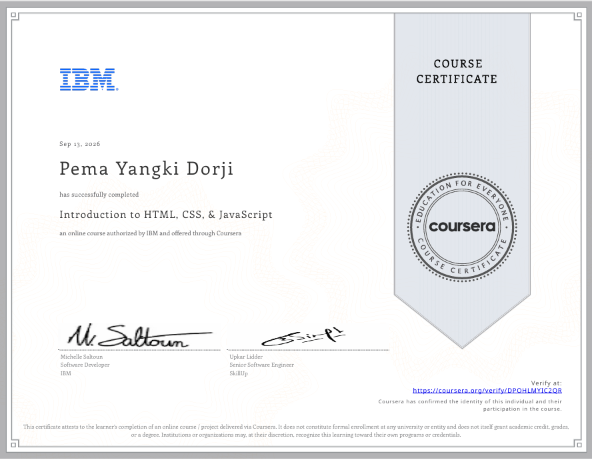 IBM
COURSE
CERTIFICATE
Sep 13, 2026
Pema Yangki Dorji
has successfully completed
Introduction to HTML, CSS, & JavaScript
an online course authorized by IBM and offered through Coursera
EDUCATION FOR EVERYONE
coursera
COURSE CERTIFICATE
M. Saltoun
Michelle Saltoun
Software Developer
IBM
Upkar Lidder
Senior Software Engineer
SkillUp
Verify at:
https://coursera.org/verify/DPOHLMYIC2QR
Coursera has confirmed the identity of this individual and their
participation in the course.
This certificate attests to the learner's completion of an online course / project delivered via Coursera. It does not constitute formal enrollment at any university or entity and does not itself grant academic credit, grades,
or a degree. Institutions or organizations may, at their discretion, recognize this learning toward their own programs or credentials.